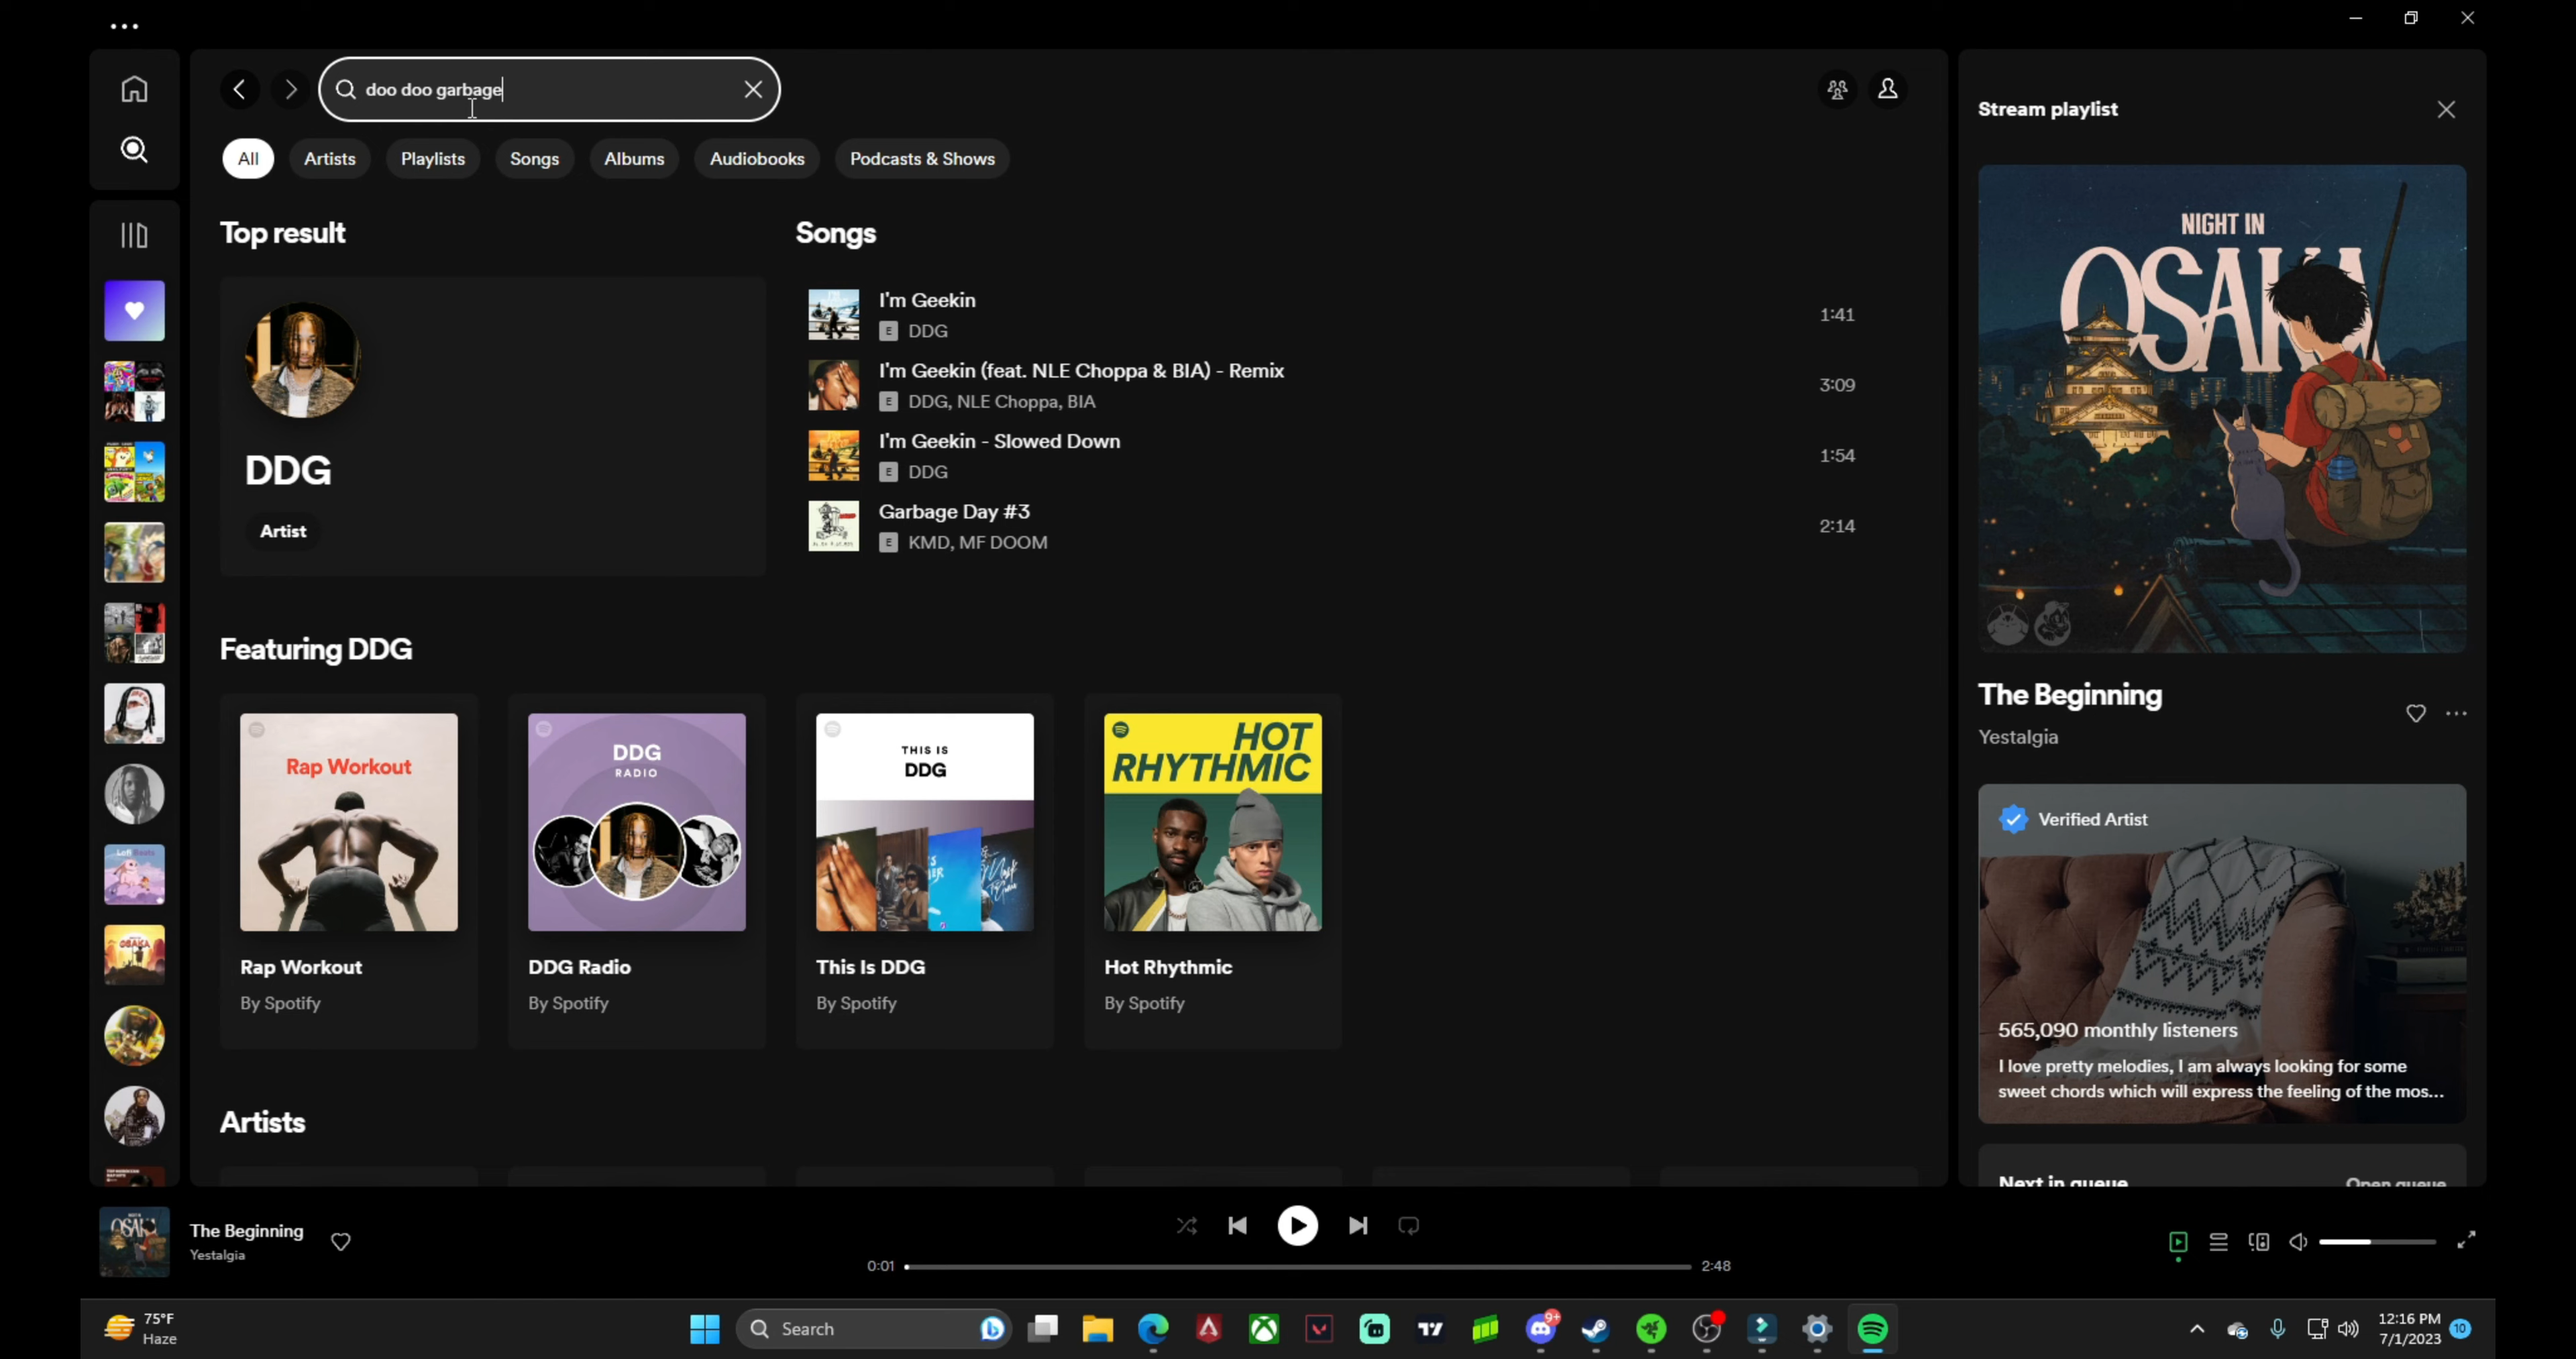 doo doo garbage
All
Artists
Playlists
Songs
Albums
Audiobooks
Podcasts & Shows
Top result
DDG
Artist
Songs
I'm Geekin
E DDG
1:41
I'm Geekin (feat. NLE Choppa & BIA) - Remix
E DDG, NLE Choppa, BIA
3:09
I'm Geekin - Slowed Down
E DDG
1:54
Garbage Day #3
E KMD, MF DOOM
2:14
Featuring DDG
Rap Workout
DDG
RADIO
THIS IS
DDG
HOT
RHYTHMIC
Rap Workout
By Spotify
DDG Radio
By Spotify
This Is DDG
By Spotify
Hot Rhythmic
By Spotify
Artists
Stream playlist
NIGHT IN
OSAKA
The Beginning
Yestalgia
Verified Artist
565,090 monthly listeners
I love pretty melodies, I am always looking for some
sweet chords which will express the feeling of the mos...
Next in queue
Open queue
The Beginning
Yestalgia
0:01
2:48
75°F
Haze
Search
9+
12:16 PM
7/1/2023
10